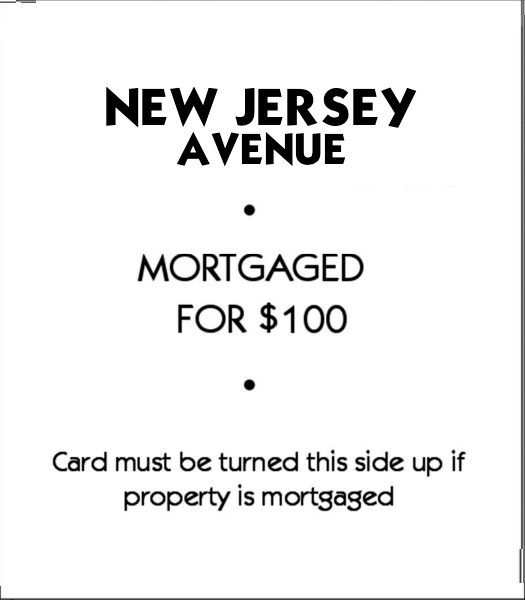 NEW JERSEY
AVENUE
•
MORTGAGED
FOR $100
•
Card must be turned this side up if
property is mortgaged